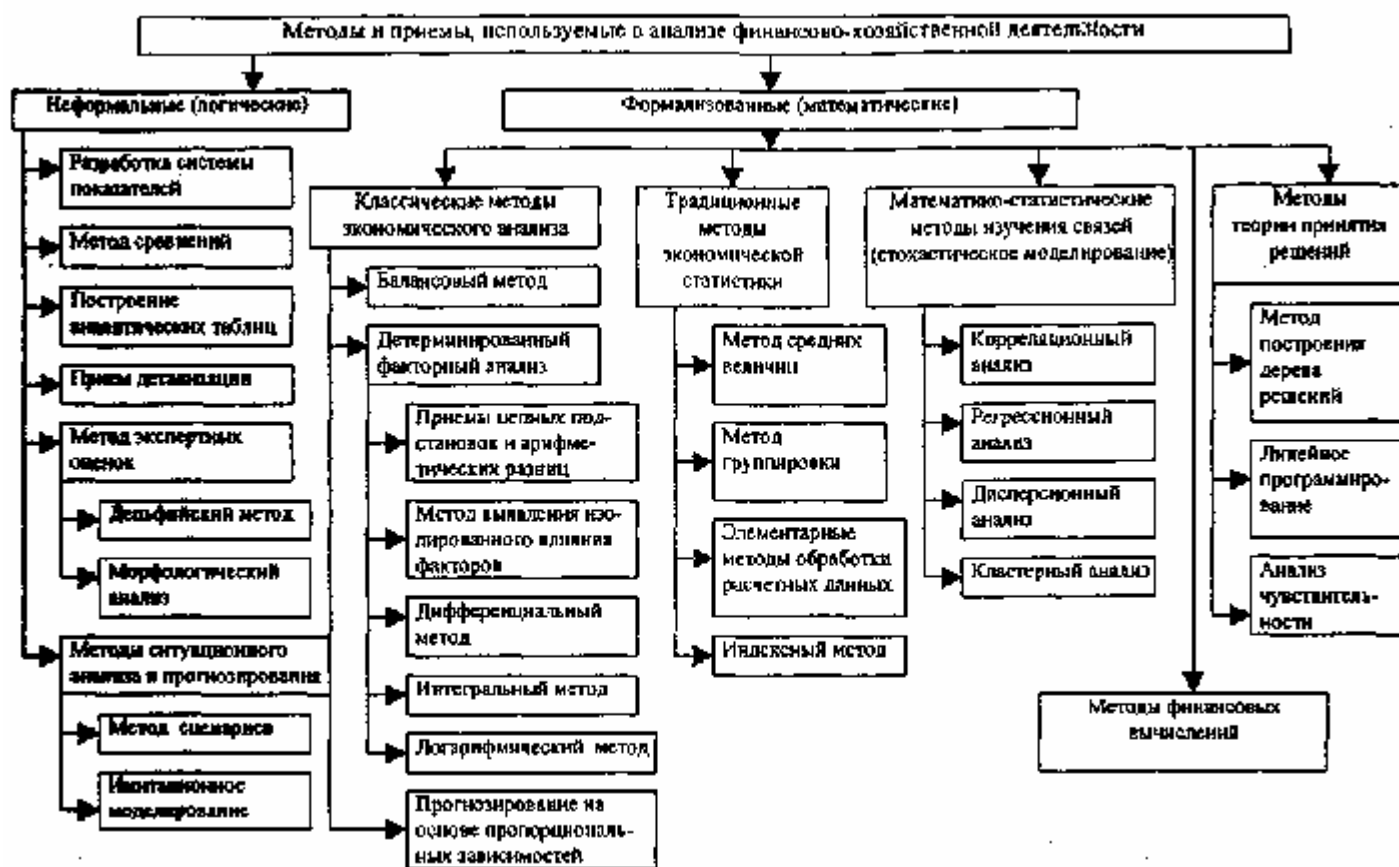 Методы и приемы, используемые в анализе финансово-хозяйственной деятельности
Неформальные (логические)
Разработка системы
показателей
Метод сравнений
Построение
аналитических таблиц
Прием детализации
Метод экспертных
оценок
Дельфийский метод
Морфологический
анализ
Методы ситуационного
анализа и прогнозирования
Метод сценариев
Имитационное
моделирование
Формализованные (математические)
Классические методы
экономического анализа
Балансовый метод
Детерминированный
факторный анализ
Приемы цепных под-
становок и арифме-
тических разниц
Метод выявления изо-
лированного влияния
факторов
Дифференциальный
метод
Интегральный метод
Логарифмический метод
Прогнозирование на
основе пропорциональ-
ных зависимостей
Традиционные
методы
экономической
статистики
Метод средних
величин
Метод
группировки
Элементарные
методы обработки
расчетных данных
Индексный метод
Математико-статистические
методы изучения связей
(стохастическое моделирование)
Корреляционный
анализ
Регрессионный
анализ
Дисперсионный
анализ
Кластерный анализ
Методы финансовых
вычислений
Методы
теории принятия
решений
Метод
построения
дерева
решений
Линейное
программиро-
вание
Анализ
чувствитель-
ности